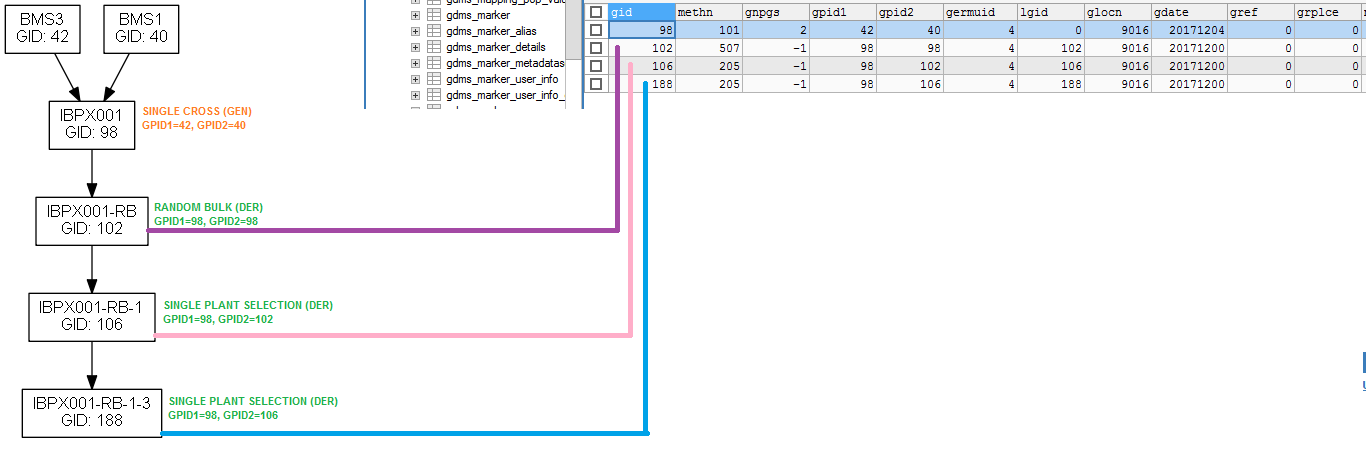 BMS3
GID: 42
BMS1
GID: 40
IBPX001
GID: 98
SINGLE CROSS (GEN)
GPID1=42, GPID2=40
IBPX001-RB
GID: 102
RANDOM BULK (DER)
GPID1=98, GPID2=98
IBPX001-RB-1
GID: 106
SINGLE PLANT SELECTION (DER)
GPID1=98, GPID2=102
IBPX001-RB-1-3
GID: 188
SINGLE PLANT SELECTION (DER)
GPID1=98, GPID2=106
gdms_marker
gdms_marker_alias
gdms_marker_details
gdms_marker_metadatas
gdms_marker_user_info
gdms_marker_user_info_
gid methn gnpgs gpid1 gpid2 germuid lgid glocn gdate gref grplce
98 101 2 42 40 4 0 9016 20171204 0 0
102 507 -1 98 98 4 102 9016 20171200 0 0
106 205 -1 98 102 4 106 9016 20171200 0 0
188 205 -1 98 106 4 188 9016 20171200 0 0